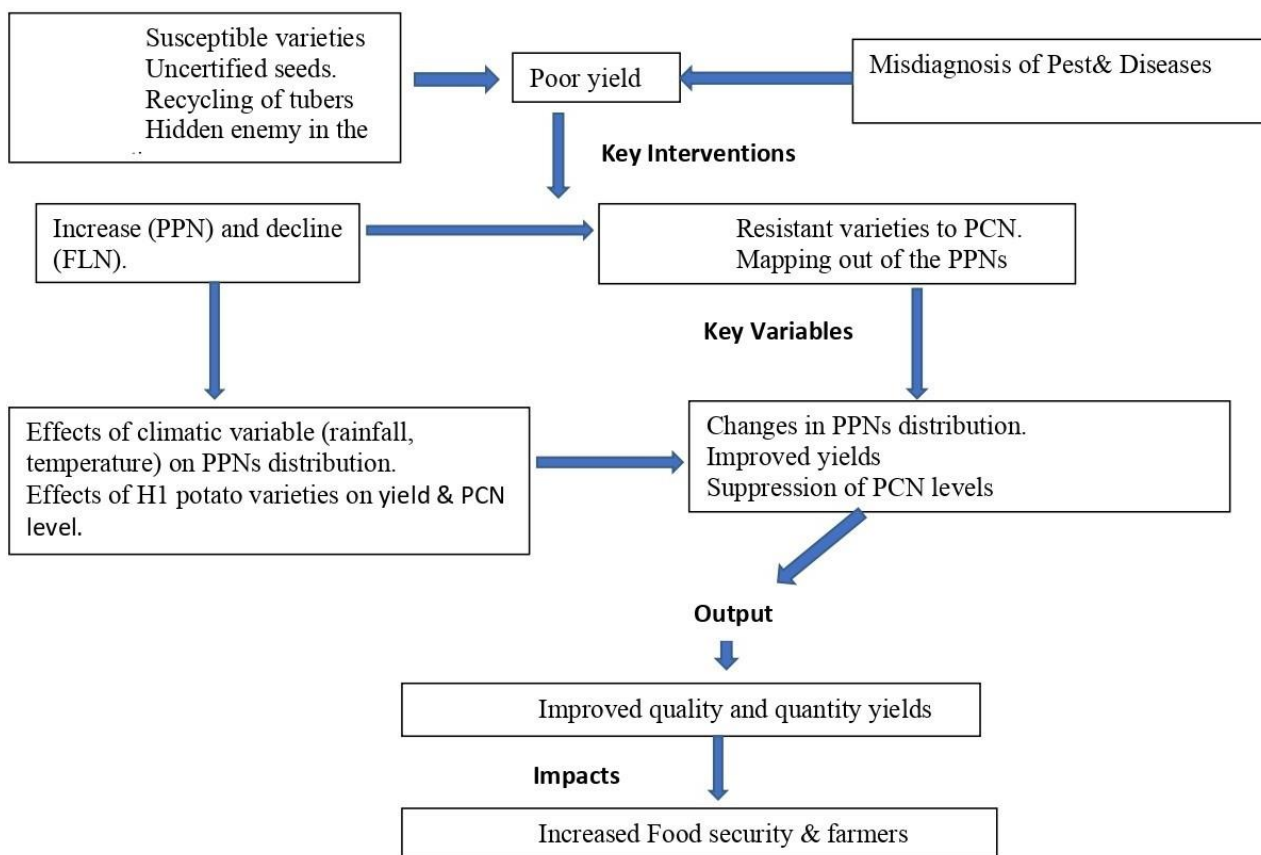 Susceptible varieties
Uncertified seeds.
Recycling of tubers
Hidden enemy in the
Poor yield
Misdiagnosis of Pest& Diseases
Key Interventions
Increase (PPN) and decline
(FLN).
Resistant varieties to PCN.
Mapping out of the PPNs
Key Variables
Effects of climatic variable (rainfall,
temperature) on PPNs distribution.
Effects of H1 potato varieties on yield & PCN
level.
Changes in PPNs distribution.
Improved yields
Suppression of PCN levels
Output
Improved quality and quantity yields
Impacts
Increased Food security & farmers